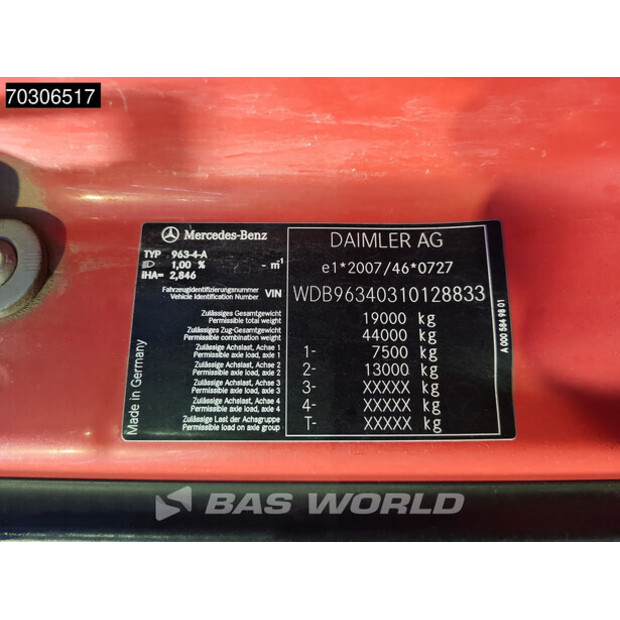 70306517
Mercedes-Benz
TYP 963-4-A
1,00 % - m¹
iHA= 2,846
Fahrzeugidentifizierungsnummer
Vehicle Identification Number VIN
Zulässiges Gesamtgewicht
Permissible total weight
Zulässiges Zug-Gesamtgewicht
Permissible combination weight
Zulässige Achslast, Achse 1
Permissible axle load, axle 1
Zulässige Achslast, Achse 2
Permissible axle load, axle 2
Zulässige Achslast, Achse 3
Permissible axle load, axle 3
Zulässige Achslast, Achse 4
Permissible axle load, axle 4
Zulässige Last der Achsgruppe
Permissible load on axle group
Made in Germany
DAIMLER AG
e1*2007/46*0727
WDB96340310128833
19000 kg
44000 kg
1- 7500 kg
2- 13000 kg
3- XXXXX kg
4- XXXXX kg
T- XXXXX kg
A 000 584 98 01
BAS WORLD